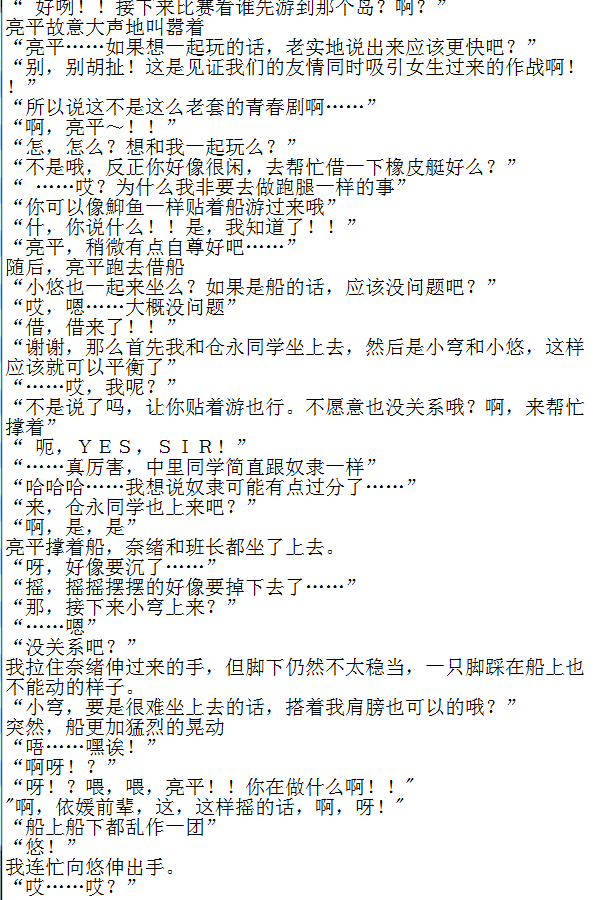 “ 好咧！！接下来比赛看谁先游到那个岛？啊？”
亮平故意大声地叫嚣着
“亮平……如果想一起玩的话，老实地说出来应该更快吧？”
“别，别胡扯！这是见证我们的友情同时吸引女生过来的作战啊！
！”
“所以说这不是这么老套的青春剧啊……”
“啊，亮平～！！”
“怎，怎么？想和我一起玩么？”
“不是哦，反正你好像很闲，去帮忙借一下橡皮艇好么？”
“ ……哎？为什么我非要去做跑腿一样的事”
“你可以像鮣鱼一样贴着船游过来哦”
“什，你说什么！！是，我知道了！！”
“亮平，稍微有点自尊好吧……”
随后，亮平跑去借船
“小悠也一起来坐么？如果是船的话，应该没问题吧？”
“哎，嗯……大概没问题”
“借，借来了！！”
“谢谢，那么首先我和仓永同学坐上去，然后是小穹和小悠，这样
应该就可以平衡了”
“……哎，我呢？”
“不是说了吗，让你贴着游也行。不愿意也没关系哦？啊，来帮忙
撑着”
“ 呃，ＹＥＳ，ＳＩＲ！”
“……真厉害，中里同学简直跟奴隶一样”
“哈哈哈……我想说奴隶可能有点过分了……”
“来，仓永同学也上来吧？”
“啊，是，是”
亮平撑着船，奈绪和班长都坐了上去。
“呀，好像要沉了……”
“摇，摇摇摆摆的好像要掉下去了……”
“那，接下来小穹上来？”
“……嗯”
“没关系吧？”
我拉住奈绪伸过来的手，但脚下仍然不太稳当，一只脚踩在船上也
不能动的样子。
“小穹，要是很难坐上去的话，搭着我肩膀也可以的哦？”
突然，船更加猛烈的晃动
“唔……嘿诶！”
“啊呀！？”
“呀！？喂，喂，亮平！！你在做什么啊！！"
"啊，依媛前辈，这，这样摇的话，啊，呀！"
“船上船下都乱作一团”
“悠！”
我连忙向悠伸出手。
“哎……哎？”